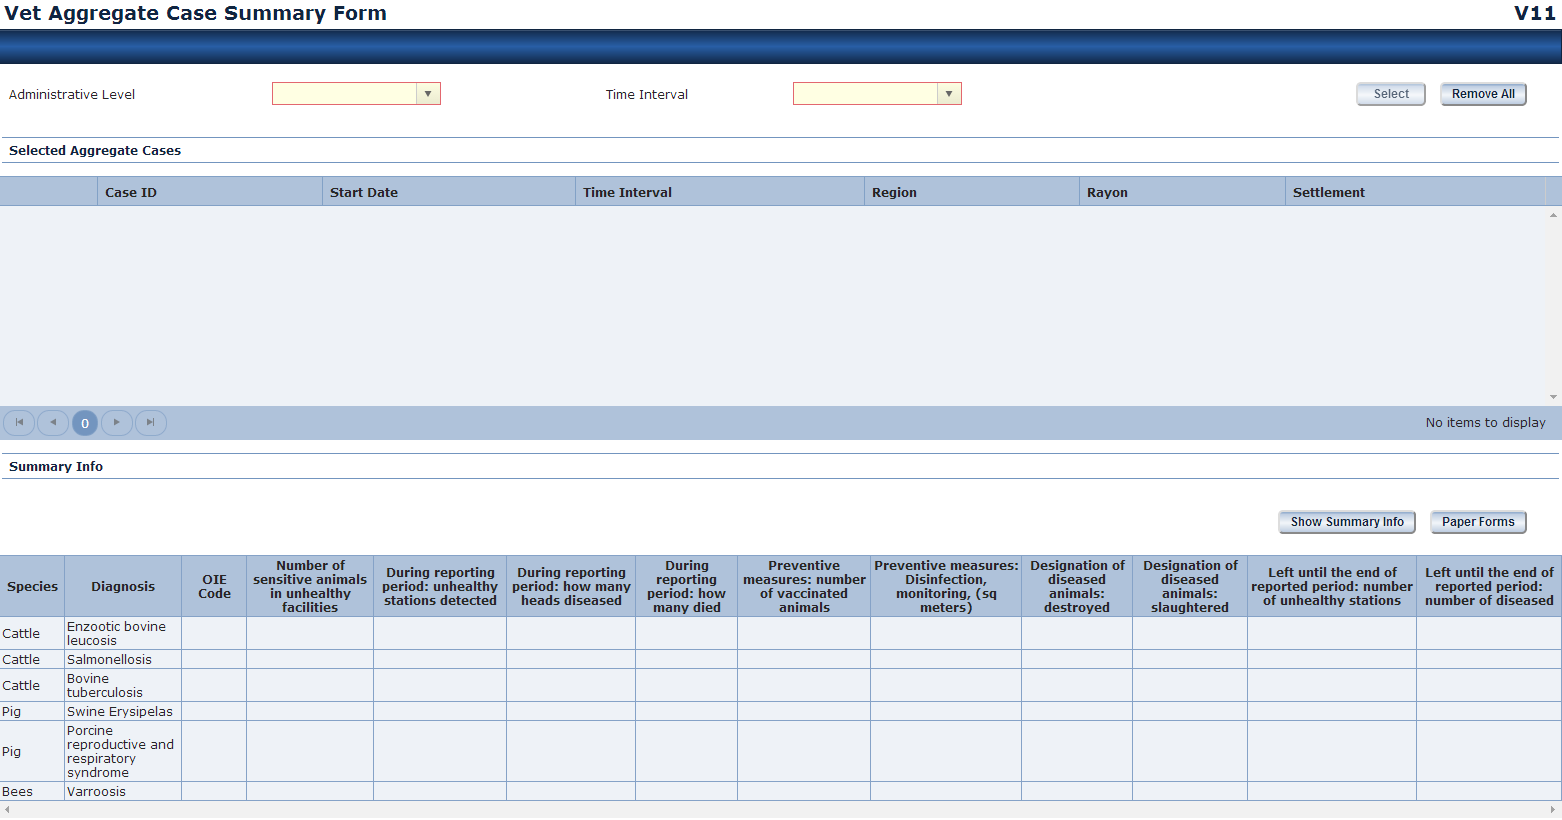 Vet Aggregate Case Summary Form V11
Administrative Level Time Interval Select Remove All
Selected Aggregate Cases
Case ID Start Date Time Interval Region Rayon Settlement
0 No items to display
Summary Info
Show Summary Info Paper Forms
Species
Diagnosis
OIE
Code
Number of
sensitive animals
in unhealthy
facilities
During reporting
period: unhealthy
stations detected
During reporting
period: how many
heads diseased
During
reporting
period: how
many died
Preventive
measures: number
of vaccinated
animals
Preventive measures:
Disinfection,
monitoring, (sq
meters)
Designation of
diseased
animals:
destroyed
Designation of
diseased
animals:
slaughtered
Left until the end of
reported period: number
of unhealthy stations
Left until the end of
reported period:
number of diseased
Cattle
Enzootic bovine
leucosis
Cattle Salmonellosis
Cattle
Bovine
tuberculosis
Pig Swine Erysipelas
Pig
Porcine
reproductive and
respiratory
syndrome
Bees Varroosis